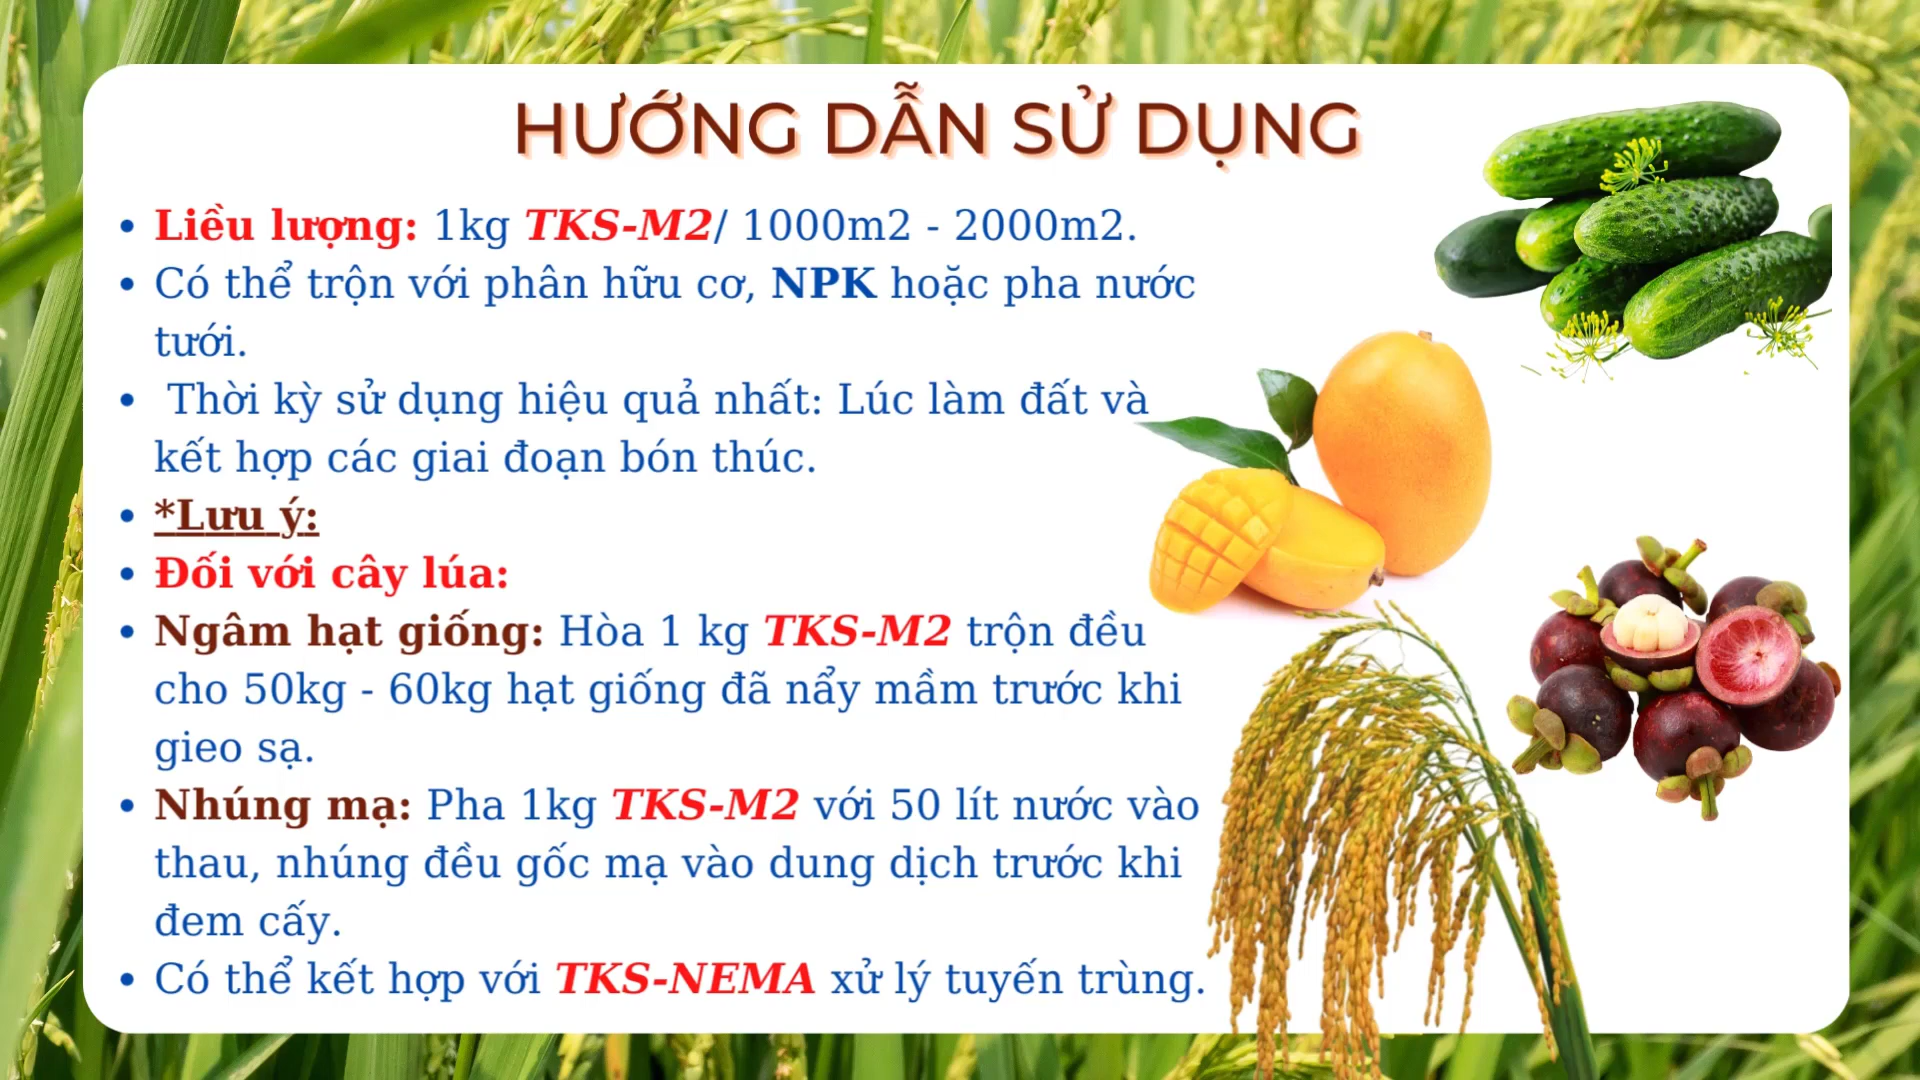 HƯỚNG DẪN SỬ DỤNG
• Liều lượng: 1kg TKS-M2/ 1000m2 - 2000m2.
• Có thể trộn với phân hữu cơ, NPK hoặc pha nước
tưới.
• Thời kỳ sử dụng hiệu quả nhất: Lúc làm đất và
kết hợp các giai đoạn bón thúc.
• *Lưu ý:
• Đối với cây lúa:
• Ngâm hạt giống: Hòa 1 kg TKS-M2 trộn đều
cho 50kg - 60kg hạt giống đã nẩy mầm trước khi
gieo sạ.
• Nhúng mạ: Pha 1kg TKS-M2 với 50 lít nước vào
thau, nhúng đều gốc mạ vào dung dịch trước khi
đem cấy.
• Có thể kết hợp với TKS-NEMA xử lý tuyến trùng.